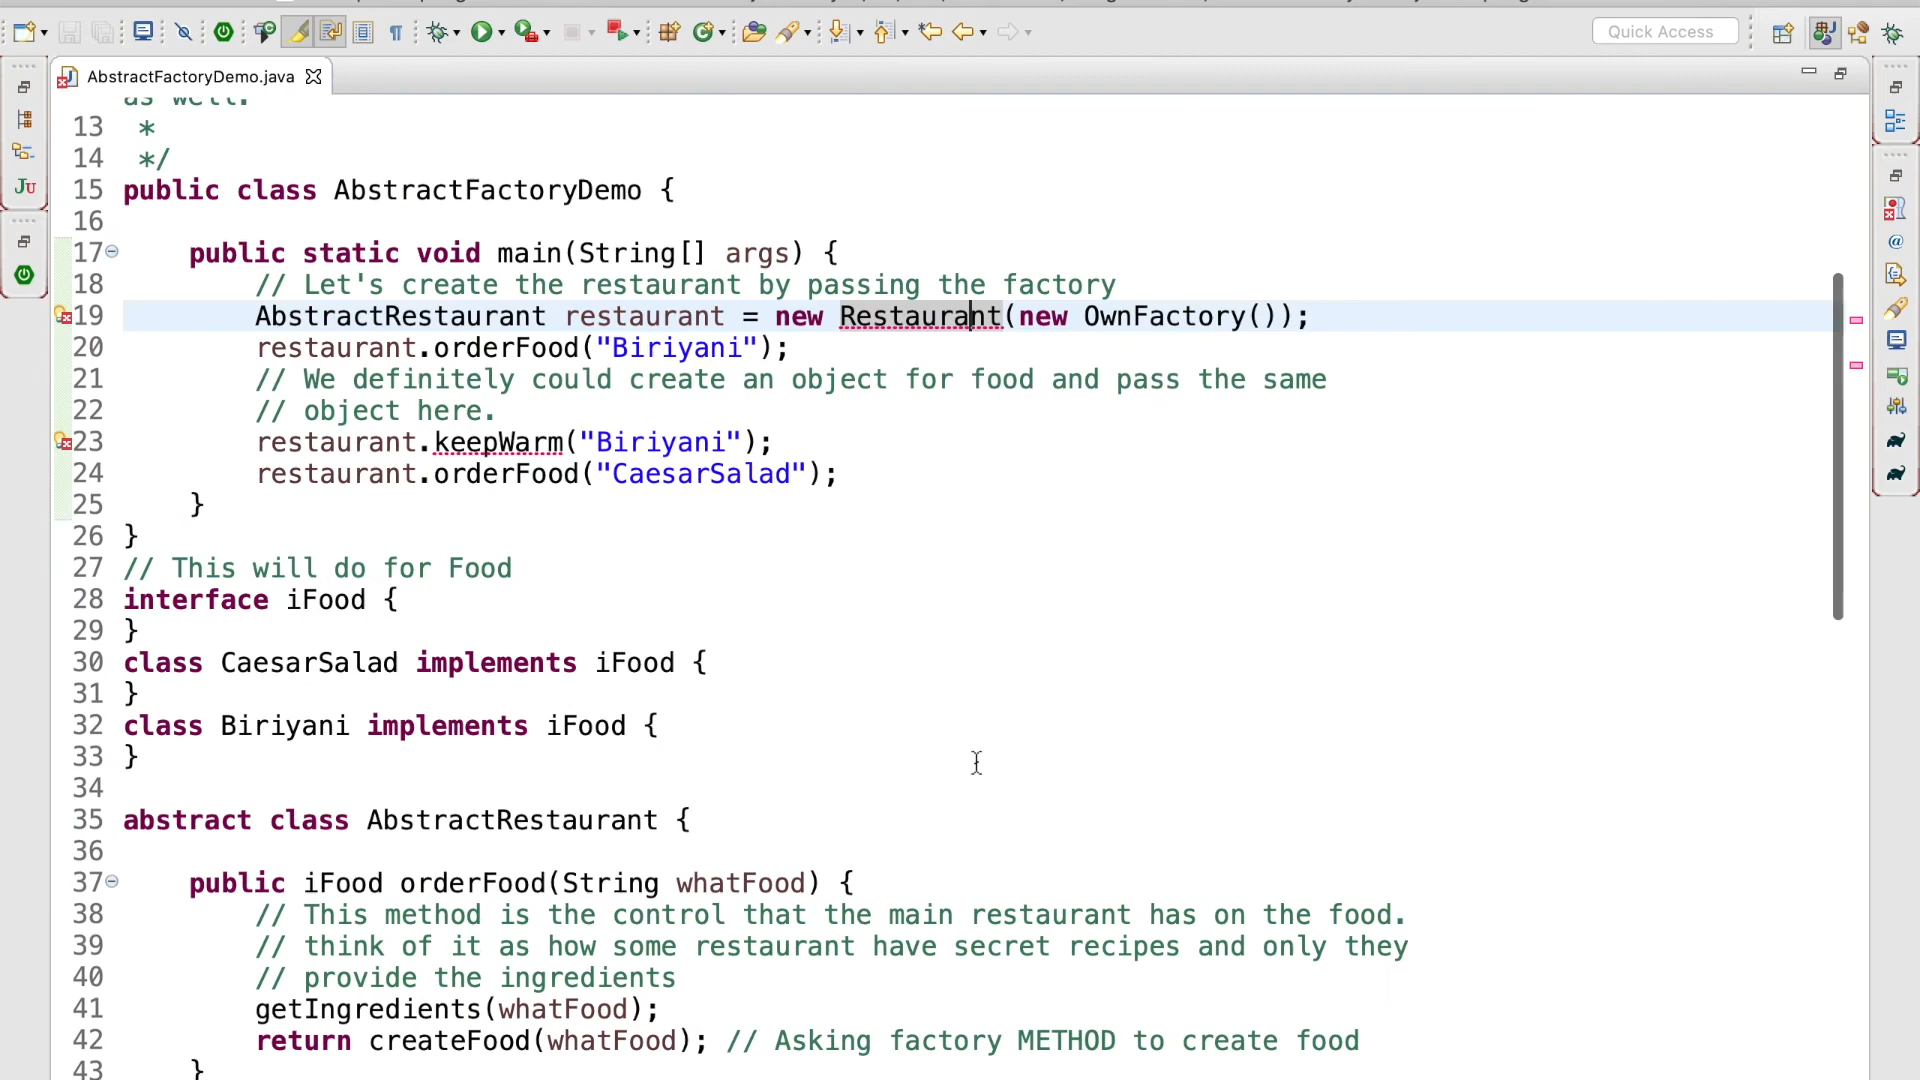 Quick Access
AbstractFactoryDemo.java
as well.
13 *
14 */
15 public class AbstractFactoryDemo {
16
17 public static void main(String[] args) {
18 // Let's create the restaurant by passing the factory
19 AbstractRestaurant restaurant = new Restaurant(new OwnFactory());
20 restaurant.orderFood("Biriyani");
21 // We definitely could create an object for food and pass the same
22 // object here.
23 restaurant.keepWarm("Biriyani");
24 restaurant.orderFood("CaesarSalad");
25 }
26 }
27 // This will do for Food
28 interface iFood {
29 }
30 class CaesarSalad implements iFood {
31 }
32 class Biriyani implements iFood {
33 }
34
35 abstract class AbstractRestaurant {
36
37 public iFood orderFood(String whatFood) {
38 // This method is the control that the main restaurant has on the food.
39 // think of it as how some restaurant have secret recipes and only they
40 // provide the ingredients
41 getIngredients(whatFood);
42 return createFood(whatFood); // Asking factory METHOD to create food
43 }